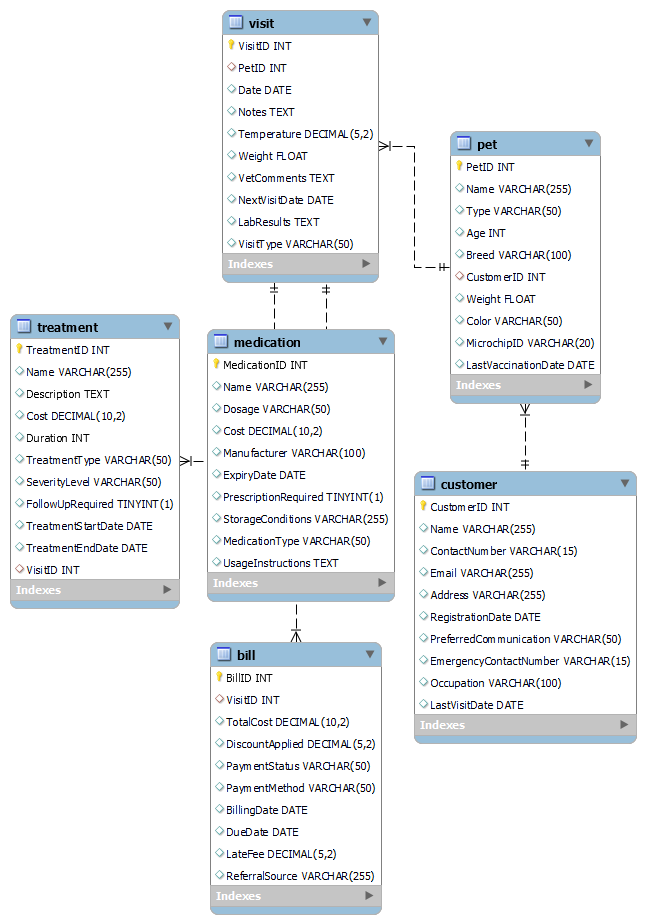 visit
VisitID INT
PetID INT
Date DATE
Notes TEXT
Temperature DECIMAL(5,2)
Weight FLOAT
VetComments TEXT
NextVisitDate DATE
LabResults TEXT
VisitType VARCHAR(50)
Indexes
pet
PetID INT
Name VARCHAR(255)
Type VARCHAR(50)
Age INT
Breed VARCHAR(100)
CustomerID INT
Weight FLOAT
Color VARCHAR(50)
MicrochipID VARCHAR(20)
LastVaccinationDate DATE
Indexes
treatment
TreatmentID INT
Name VARCHAR(255)
Description TEXT
Cost DECIMAL(10,2)
Duration INT
TreatmentType VARCHAR(50)
SeverityLevel VARCHAR(50)
FollowUpRequired TINYINT(1)
TreatmentStartDate DATE
TreatmentEndDate DATE
VisitID INT
Indexes
medication
MedicationID INT
Name VARCHAR(255)
Dosage VARCHAR(50)
Cost DECIMAL(10,2)
Manufacturer VARCHAR(100)
ExpiryDate DATE
PrescriptionRequired TINYINT(1)
StorageConditions VARCHAR(255)
MedicationType VARCHAR(50)
UsageInstructions TEXT
Indexes
customer
CustomerID INT
Name VARCHAR(255)
ContactNumber VARCHAR(15)
Email VARCHAR(255)
Address VARCHAR(255)
RegistrationDate DATE
PreferredCommunication VARCHAR(50)
EmergencyContactNumber VARCHAR(15)
Occupation VARCHAR(100)
LastVisitDate DATE
Indexes
bill
BillID INT
VisitID INT
TotalCost DECIMAL(10,2)
DiscountApplied DECIMAL(5,2)
PaymentStatus VARCHAR(50)
PaymentMethod VARCHAR(50)
BillingDate DATE
DueDate DATE
LateFee DECIMAL(5,2)
ReferralSource VARCHAR(255)
Indexes